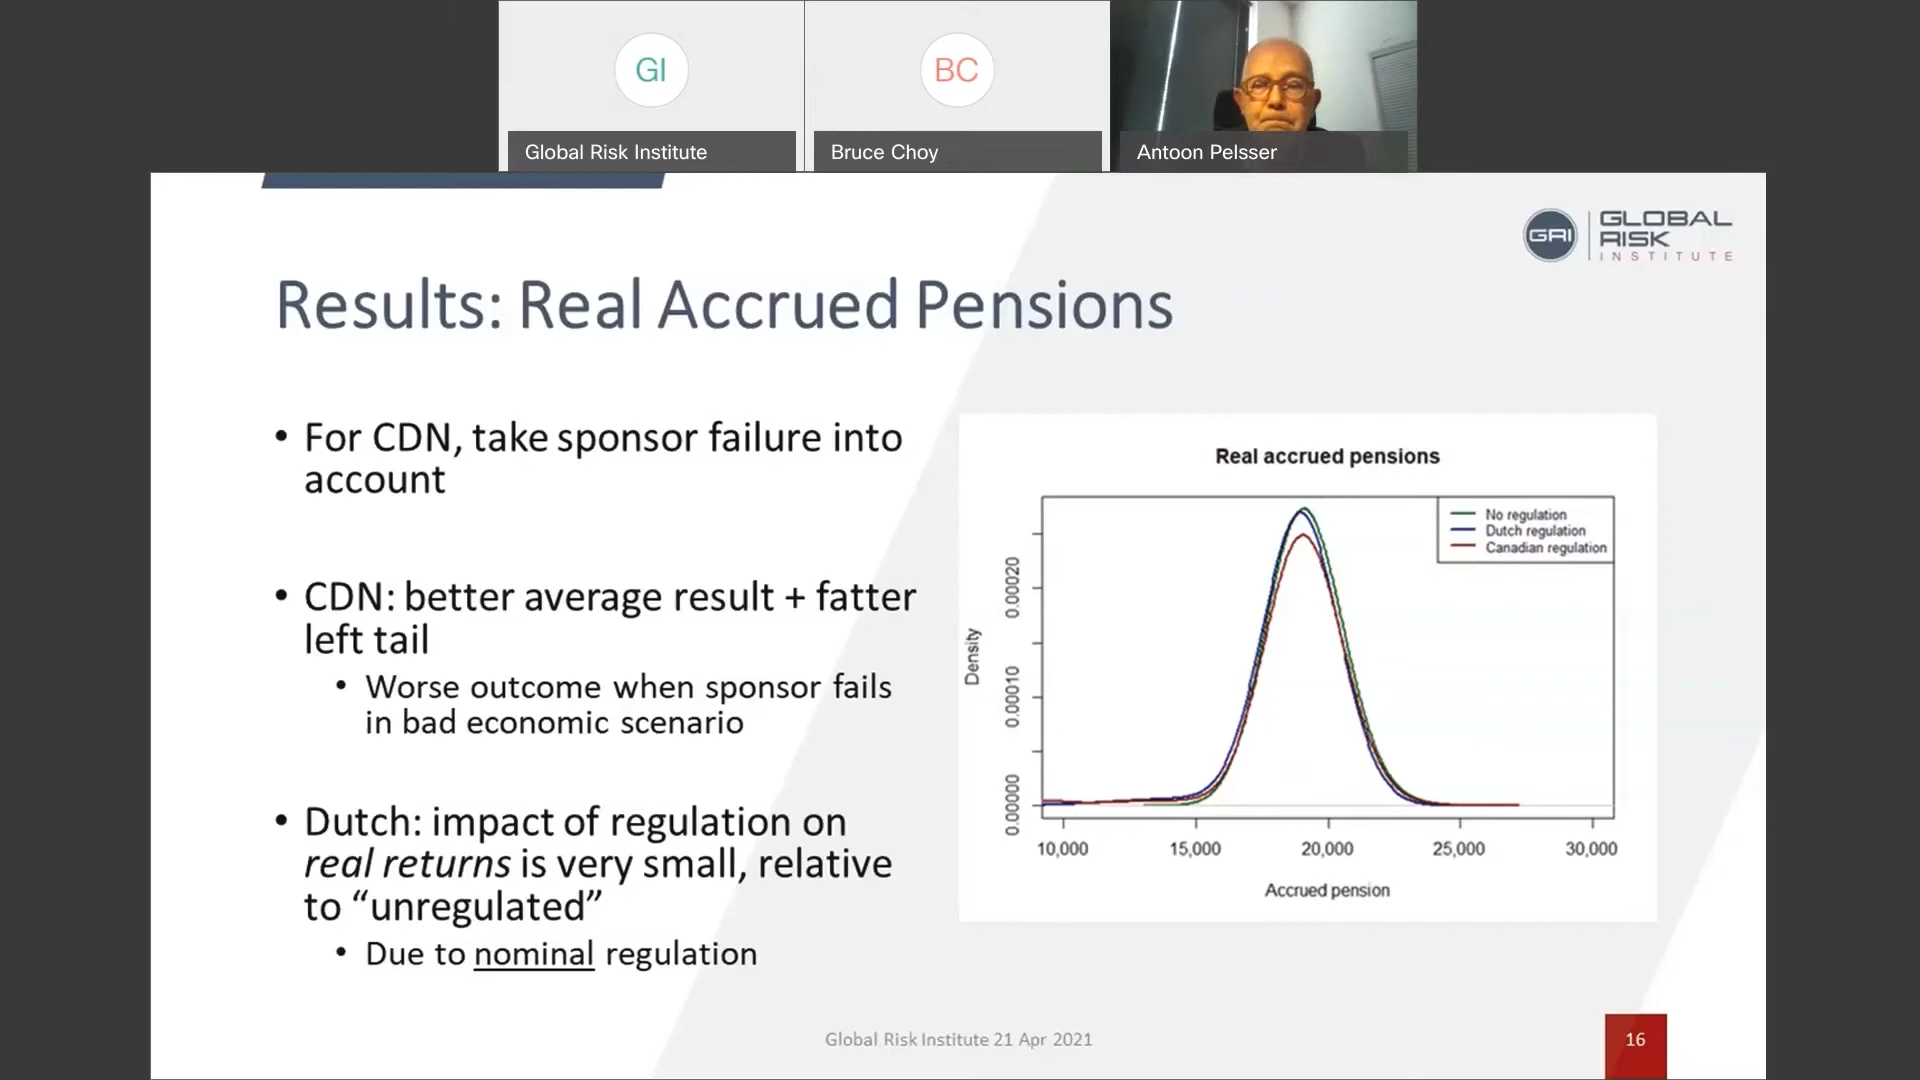 GI
BC
Global Risk Institute
Bruce Choy
Antoon Pelsser
GRI
GLOBAL
RISK
INSTITUTE
Results: Real Accrued Pensions
• For CDN, take sponsor failure into
account
• CDN: better average result + fatter
left tail
• Worse outcome when sponsor fails
in bad economic scenario
• Dutch: impact of regulation on
real returns is very small, relative
to “unregulated”
• Due to nominal regulation
Real accrued pensions
No regulation
Dutch regulation
Canadian regulation
Density
0.00020
0.00010
0.00000
10,000 15,000 20,000 25,000 30,000
Accrued pension
Global Risk Institute 21 Apr 2021
16